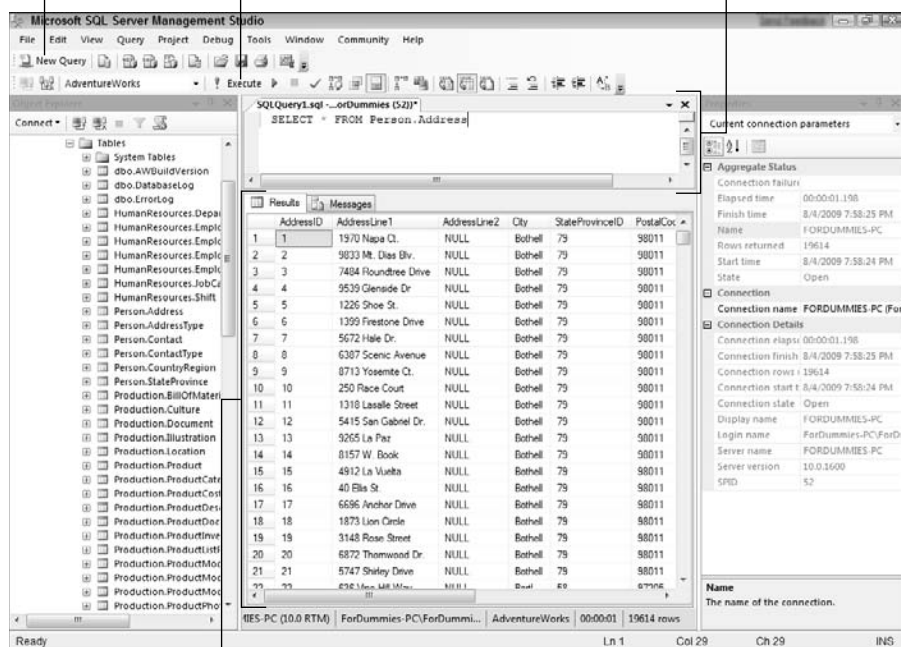 Microsoft SQL Server Management Studio
File Edit View Query Project Debug Tools Window Community Help
New Query
AdventureWorks Execute
Object Explorer
Connect
Tables
System Tables
dbo.AWBuildVersion
dbo.DatabaseLog
dbo.ErrorLog
HumanResources.Depar
HumanResources.Emplo
HumanResources.Emplo
HumanResources.Emplo
HumanResources.Emplo
HumanResources.JobCa
HumanResources.Shift
Person.Address
Person.AddressType
Person.Contact
Person.ContactType
Person.CountryRegion
Person.StateProvince
Production.BillOfMateri
Production.Culture
Production.Document
Production.Illustration
Production.Location
Production.Product
Production.ProductCate
Production.ProductCost
Production.ProductDes
Production.ProductDoc
Production.ProductInve
Production.ProductListF
Production.ProductMod
Production.ProductMod
Production.ProductMod
Production.ProductPho
SQLQuery1.sql -...orDummies (52))*
SELECT * FROM Person.Address
Results Messages
AddressID AddressLine1 AddressLine2 City StateProvinceID PostalCoc
1 1 1970 Napa Ct. NULL Bothell 79 98011
2 2 9833 Mt. Dias Blv. NULL Bothell 79 98011
3 3 7484 Roundtree Drive NULL Bothell 79 98011
4 4 9539 Glenside Dr NULL Bothell 79 98011
5 5 1226 Shoe St. NULL Bothell 79 98011
6 6 1399 Firestone Drive NULL Bothell 79 98011
7 7 5672 Hale Dr. NULL Bothell 79 98011
8 8 6387 Scenic Avenue NULL Bothell 79 98011
9 9 8713 Yosemite Ct. NULL Bothell 79 98011
10 10 250 Race Court NULL Bothell 79 98011
11 11 1318 Lasalle Street NULL Bothell 79 98011
12 12 5415 San Gabriel Dr. NULL Bothell 79 98011
13 13 9265 La Paz NULL Bothell 79 98011
14 14 8157 W. Book NULL Bothell 79 98011
15 15 4912 La Vuelta NULL Bothell 79 98011
16 16 40 Ellis St. NULL Bothell 79 98011
17 17 6696 Anchor Drive NULL Bothell 79 98011
18 18 1873 Lion Circle NULL Bothell 79 98011
19 19 3148 Rose Street NULL Bothell 79 98011
20 20 6872 Thornwood Dr. NULL Bothell 79 98011
21 21 5747 Shirley Drive NULL Bothell 79 98011
MIES-PC (10.0 RTM) ForDummies-PC\ForDummi... AdventureWorks 00:00:01 19614 rows
Properties
Current connection parameters
Aggregate Status
Connection failure
Elapsed time 00:00:01.198
Finish time 8/4/2009 7:58:25 PM
Name FORDUMMIES-PC
Rows returned 19614
Start time 8/4/2009 7:58:24 PM
State Open
Connection
Connection name FORDUMMIES-PC (For
Connection Details
Connection elapse 00:00:01.198
Connection finish 8/4/2009 7:58:25 PM
Connection rows r 19614
Connection start t 8/4/2009 7:58:24 PM
Connection state Open
Display name FORDUMMIES-PC
Login name ForDummies-PC\ForD
Server name FORDUMMIES-PC
Server version 10.0.1600
SPID 52
Name
The name of the connection.
Ready Ln 1 Col 29 Ch 29 INS